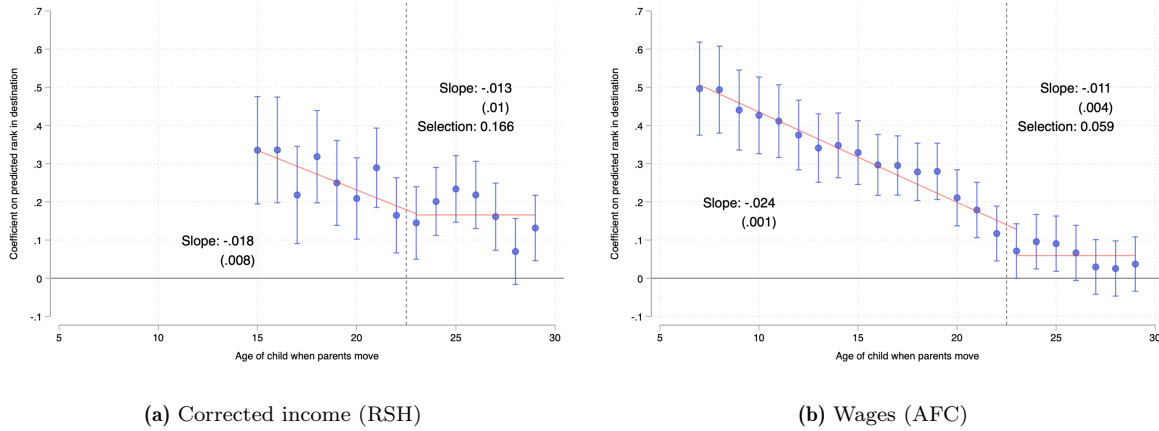 Coefficient on predicted rank in destination
.7
.6
.5
.4
.3
.2
.1
0
-.1
Slope: -.013
(.01)
Selection: 0.166
Slope: -.018
(.008)
5
10
15
20
25
30
Age of child when parents move
(a) Corrected income (RSH)
Coefficient on predicted rank in destination
.7
.6
.5
.4
.3
.2
.1
0
-.1
Slope: -.011
(.004)
Selection: 0.059
Slope: -.024
(.001)
5
10
15
20
25
30
Age of child when parents move
(b) Wages (AFC)